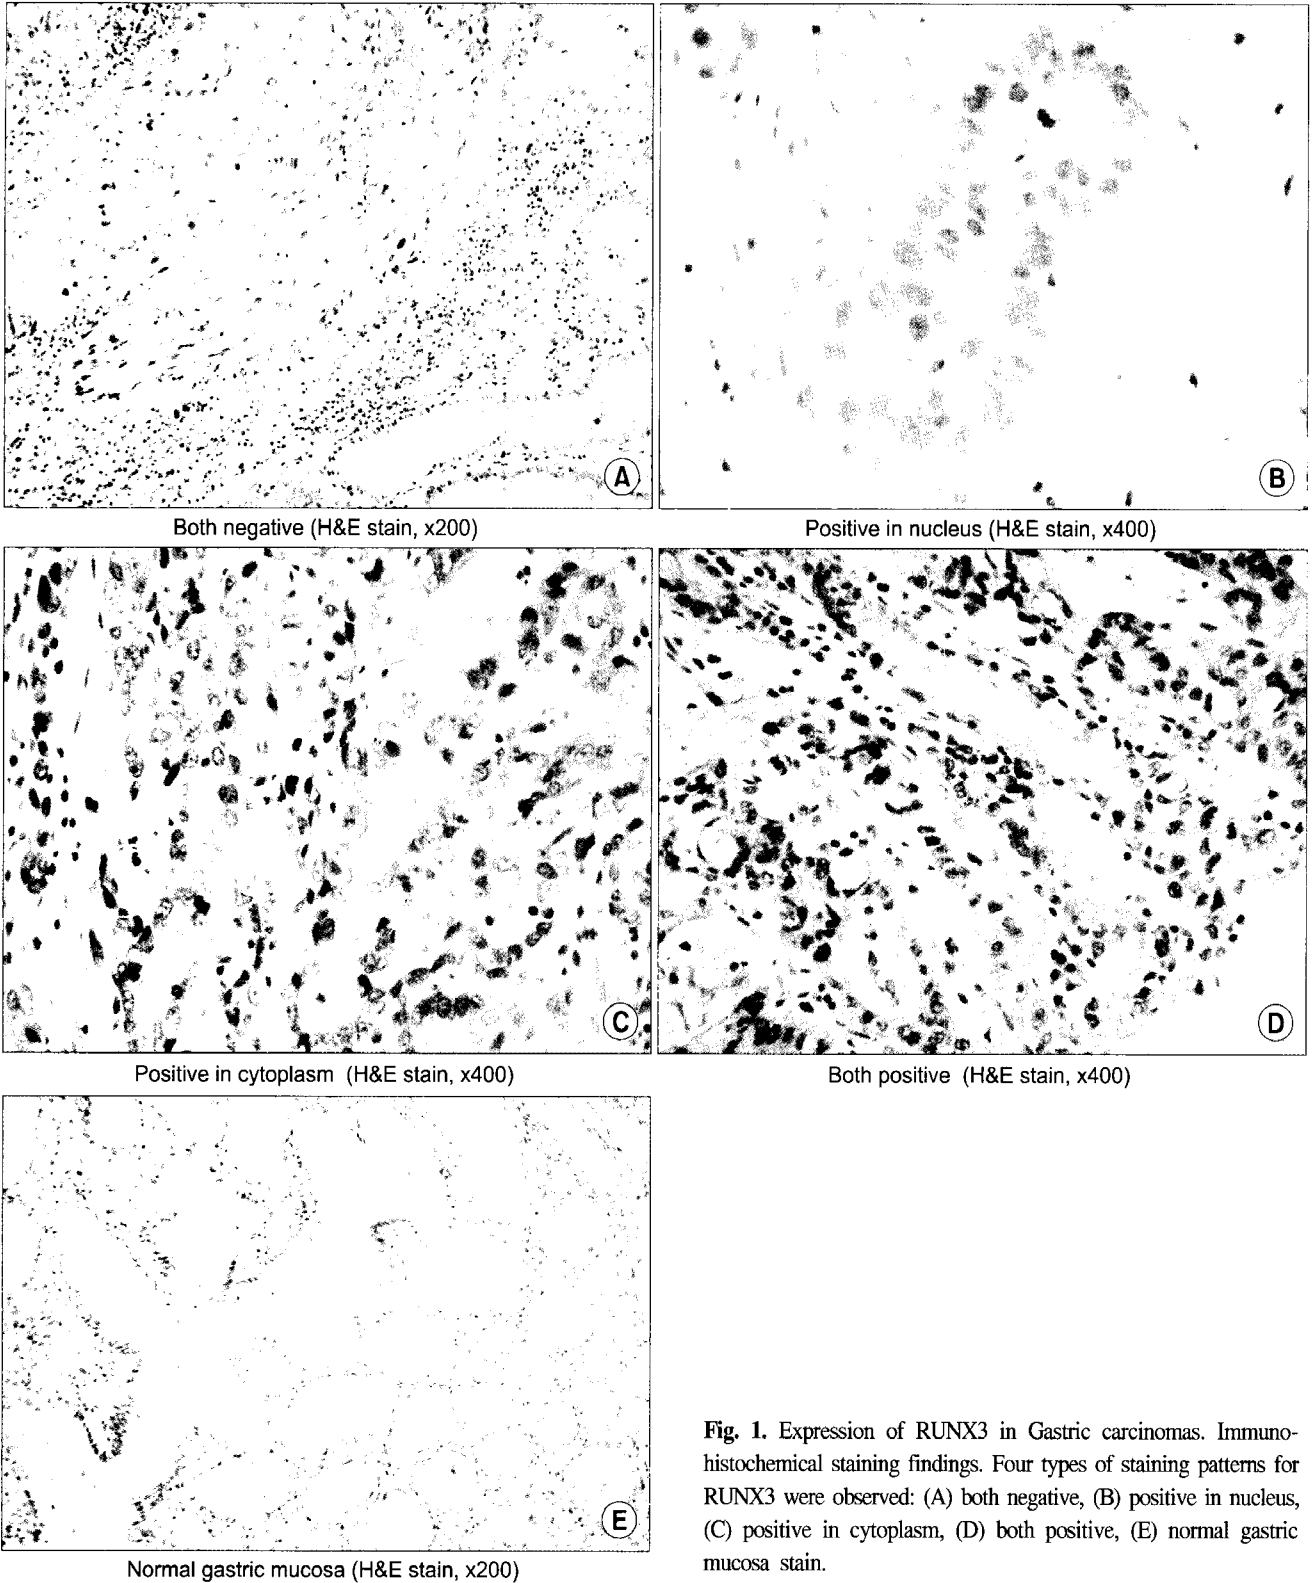 A
B
Both negative (H&E stain, x200)
Positive in nucleus (H&E stain, x400)
C
D
Positive in cytoplasm (H&E stain, x400)
Both positive (H&E stain, x400)
E
Normal gastric mucosa (H&E stain, x200)
Fig. 1. Expression of RUNX3 in Gastric carcinomas. Immuno-
histochemical staining findings. Four types of staining patterns for
RUNX3 were observed: (A) both negative, (B) positive in nucleus,
(C) positive in cytoplasm, (D) both positive, (E) normal gastric
mucosa stain.